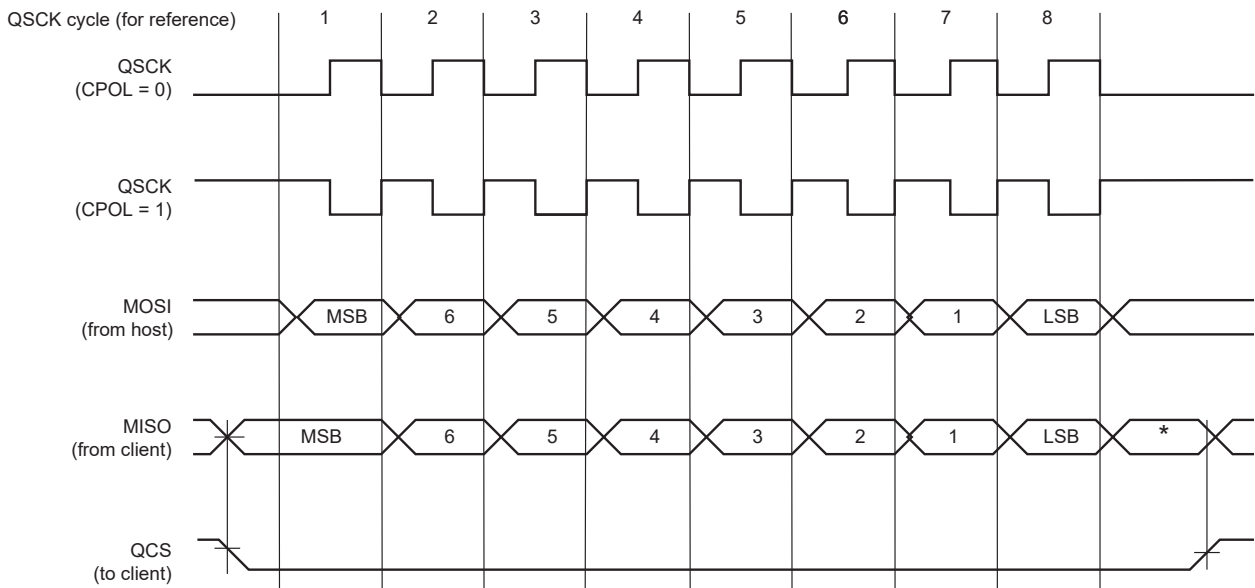 QSCK cycle (for reference) 1 2 3 4 5 6 7 8
QSCK
(CPOL = 0)
QSCK
(CPOL = 1)
MOSI
(from host)
MSB 6 5 4 3 2 1 LSB
MISO
(from client)
MSB 6 5 4 3 2 1 LSB *
QCS
(to client)